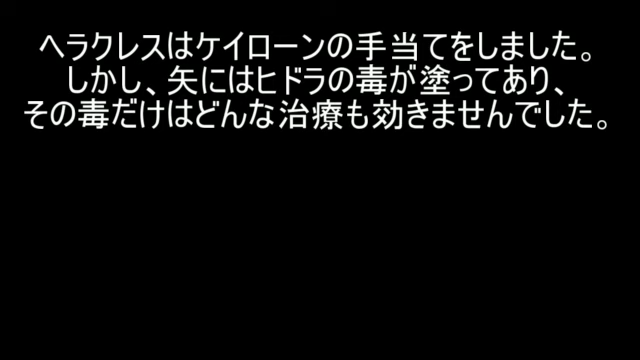 ヘラクレスはケイローンの手当てをしました。
しかし、矢にはヒドラの毒が塗ってあり、
その毒だけはどんな治療も効きませんでした。